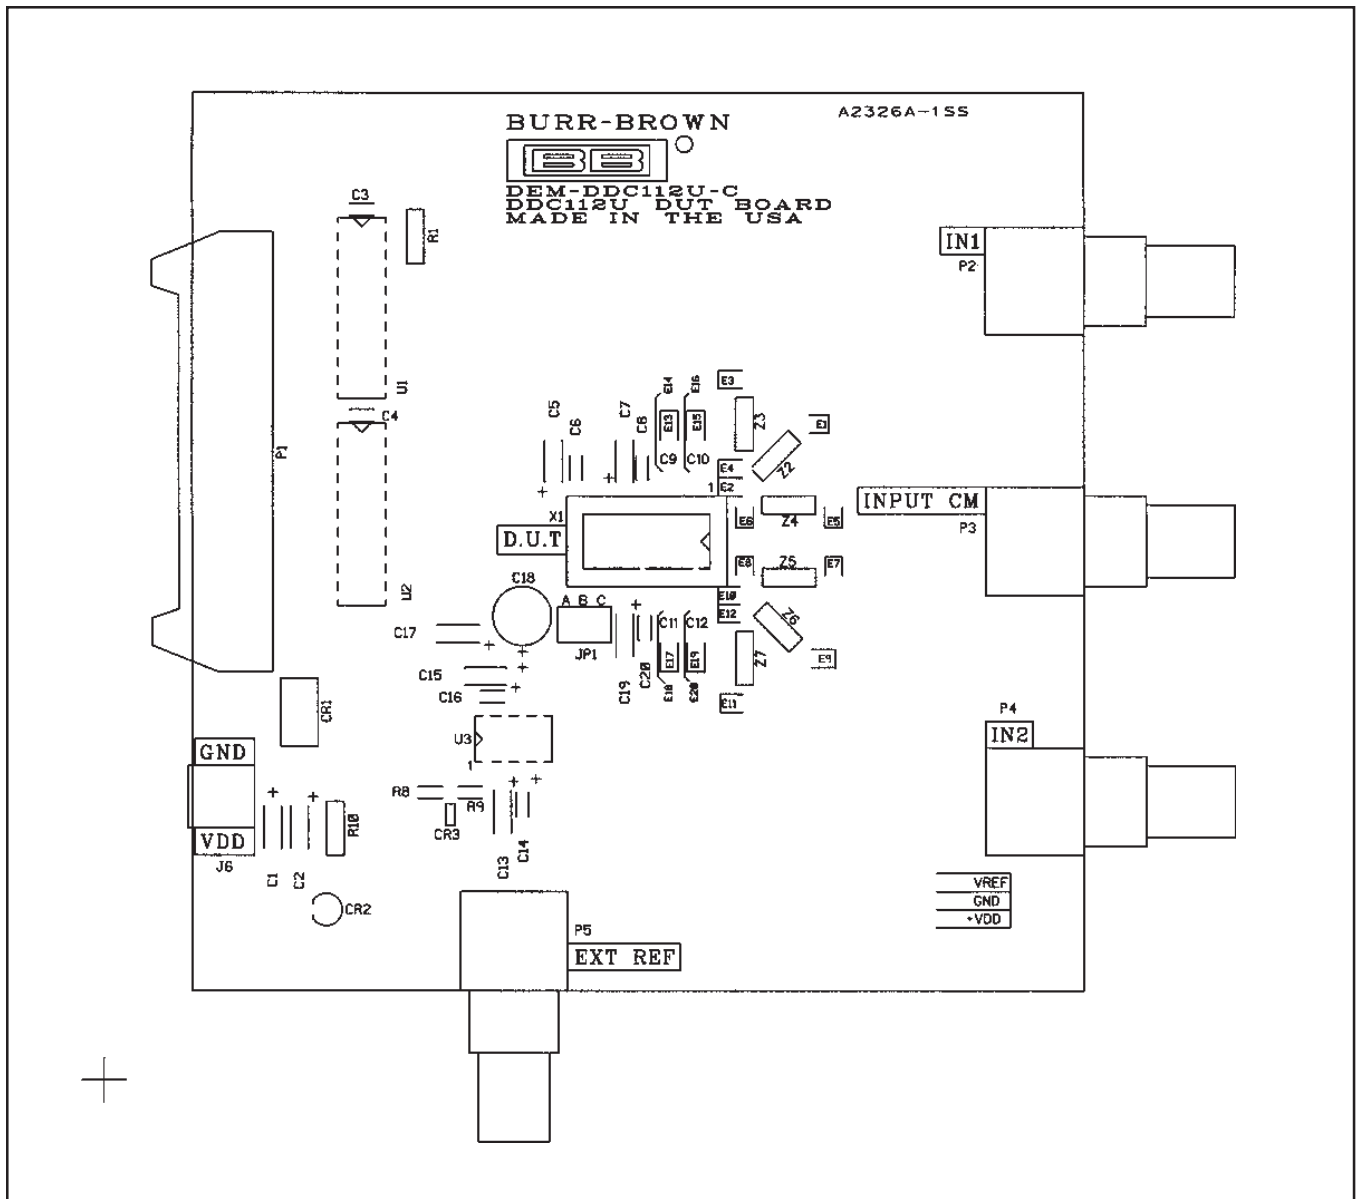 A2326A-1SS
BURR-BROWN
BB
DEM-DDC112U-C
DDC112U DUT BOARD
MADE IN THE USA
C3
R1
IN1
P2
U1
C4
P1
E14
E16
E3
C5
C6
C7
C8
E13
E15
Z3
E1
C9
C10
E4
Z2
E2
1
INPUT CM
P3
X1
D.U.T
E6
Z4
E5
E8
Z5
E7
U2
C18
A B C
E10
E12
Z6
C17
JP1
C11
C12
C15
C16
C19
C20
E17
E19
Z7
E9
E18
E20
E11
CR1
P4
IN2
U3
1
GND
R8
R9
CR3
R10
VDD
J6
C1
C2
C13
C14
CR2
VREF
GND
+VDD
P5
EXT REF